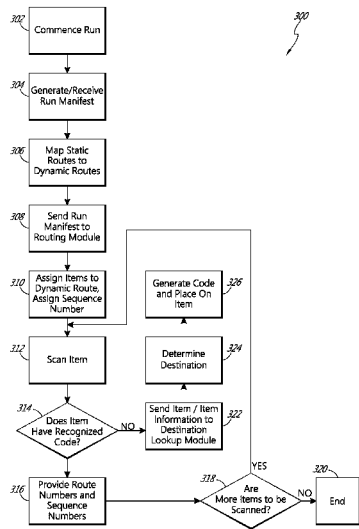 300
302
Commence Run
304
Generate/Receive
Run Manifest
306
Map Static
Routes to
Dynamic Routes
308
Send Run
Manifest to
Routing Module
310
Assign Items to
Dynamic Route,
Assign Sequence
Number
326
Generate Code
and Place On
Item
312
Scan Item
324
Determine
Destination
314
Does Item
Have Recognized
Code?
NO
322
Send Item / Item
Information to
Destination
Lookup Module
316
Provide Route
Numbers and
Sequence
Numbers
318
YES
Are
More Items to be
Scanned?
NO
320
End